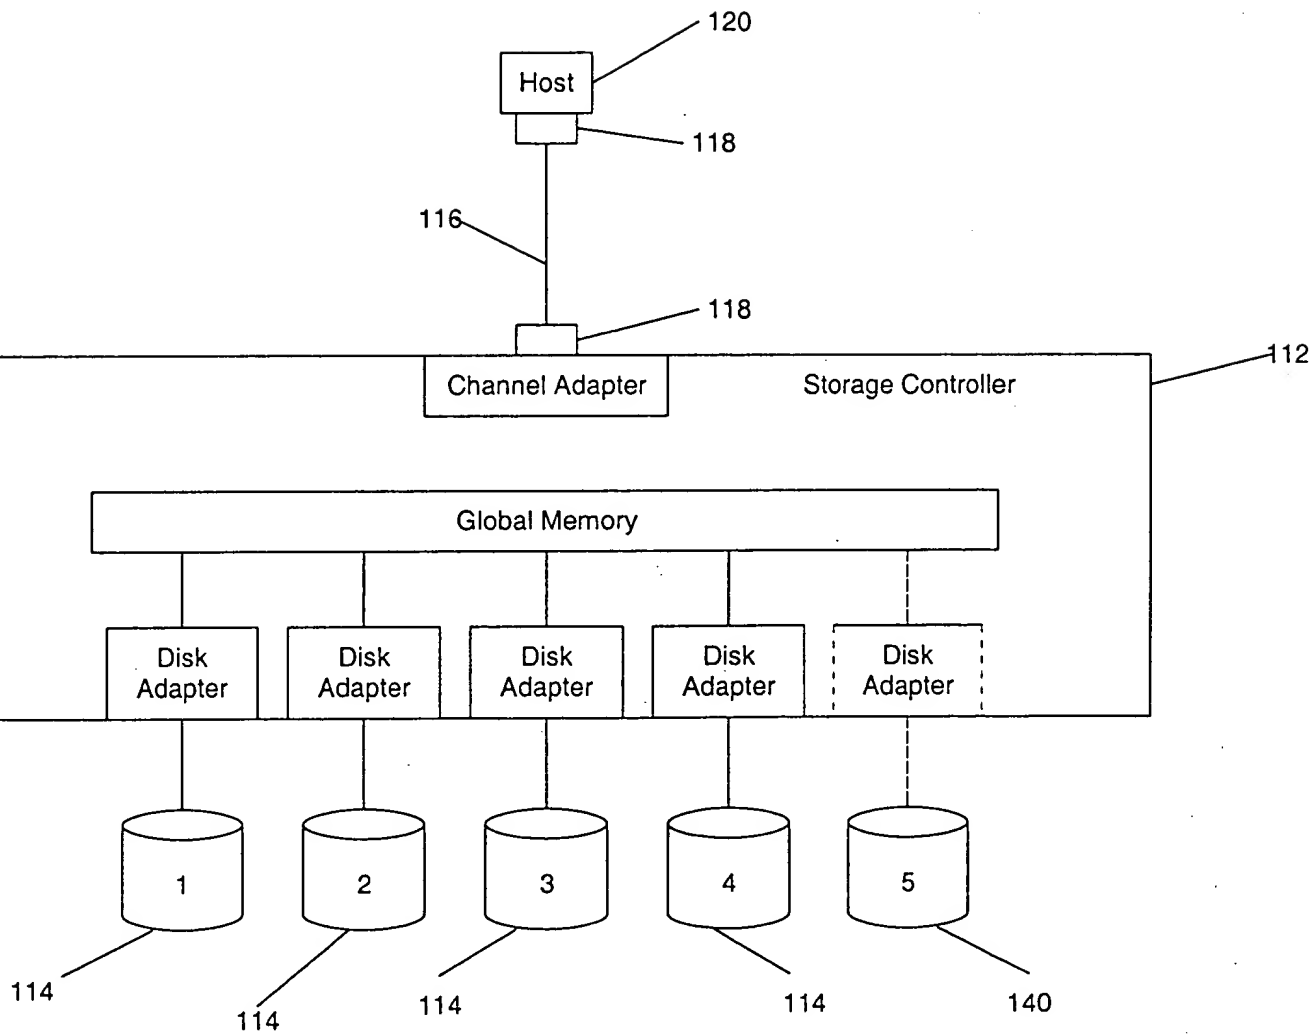 120
Host
118
116
118
112
Channel Adapter
Storage Controller
Global Memory
Disk
Adapter
Disk
Adapter
Disk
Adapter
Disk
Adapter
Disk
Adapter
1
2
3
4
5
114
114
114
114
140